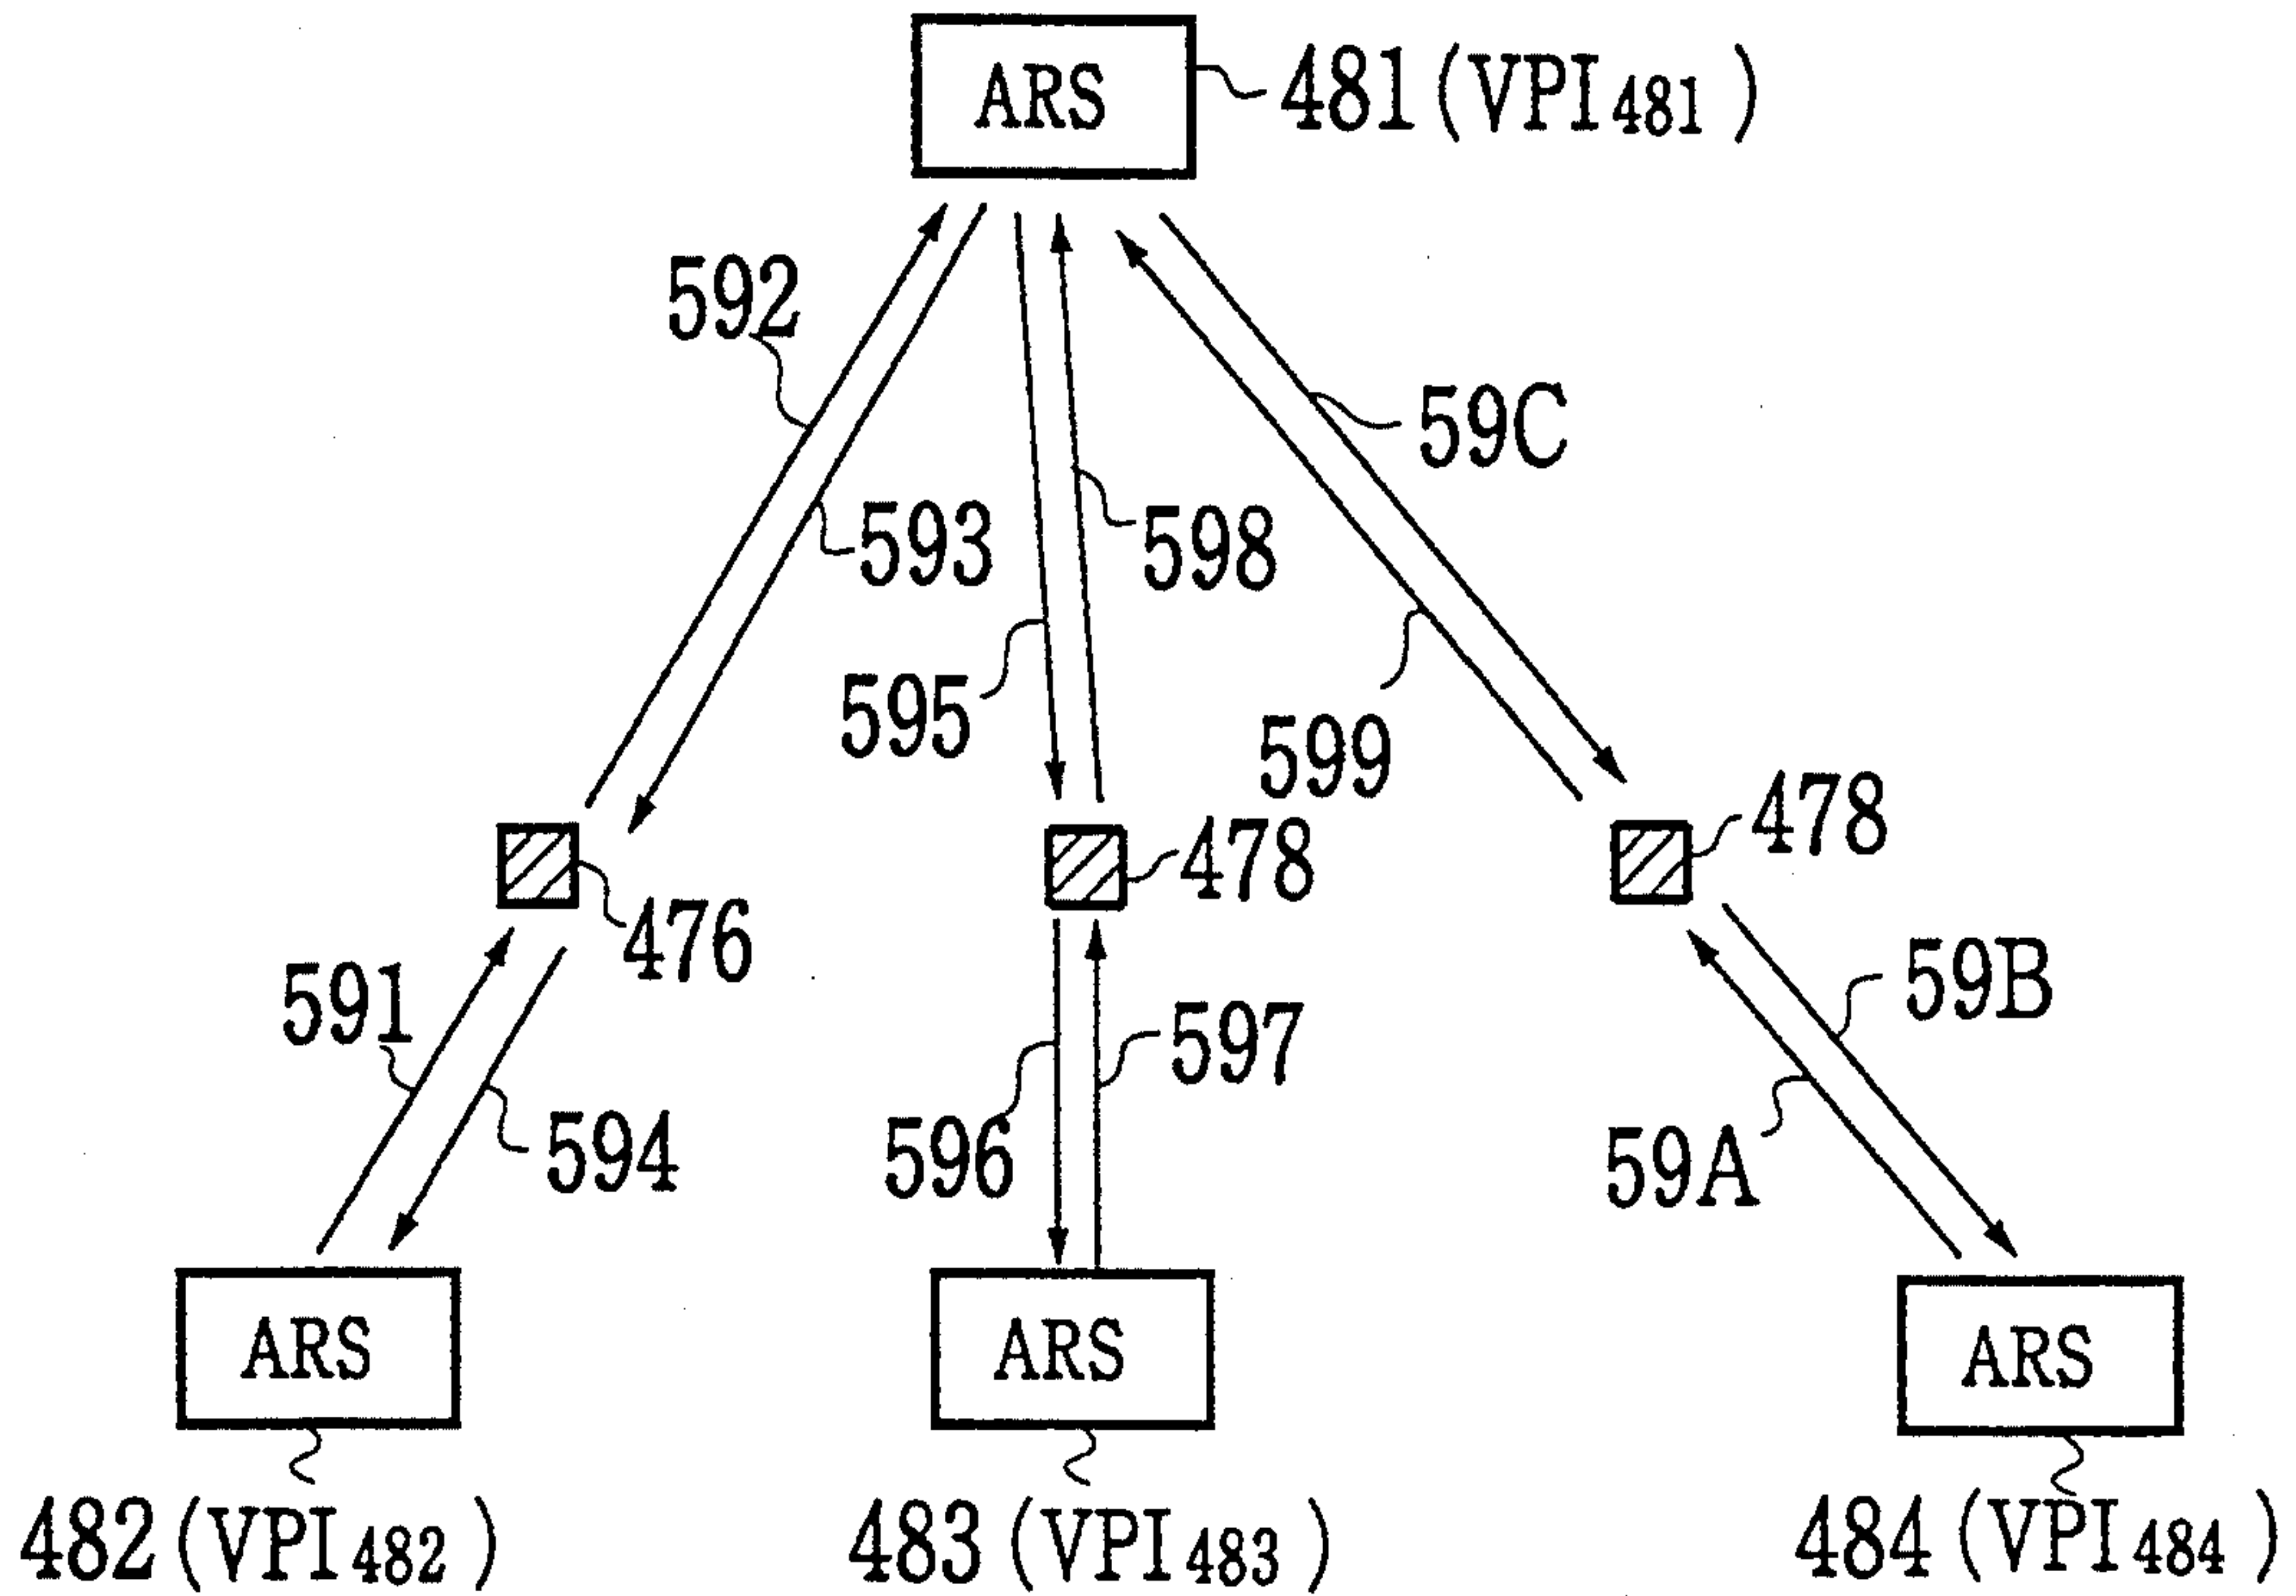 ARS
481 (VPI481)
592
59C
593
598
595
599
478
478
476
591
59B
597
594
596
59A
ARS
ARS
ARS
482 (VPI482)
483 (VPI483)
484 (VPI484)